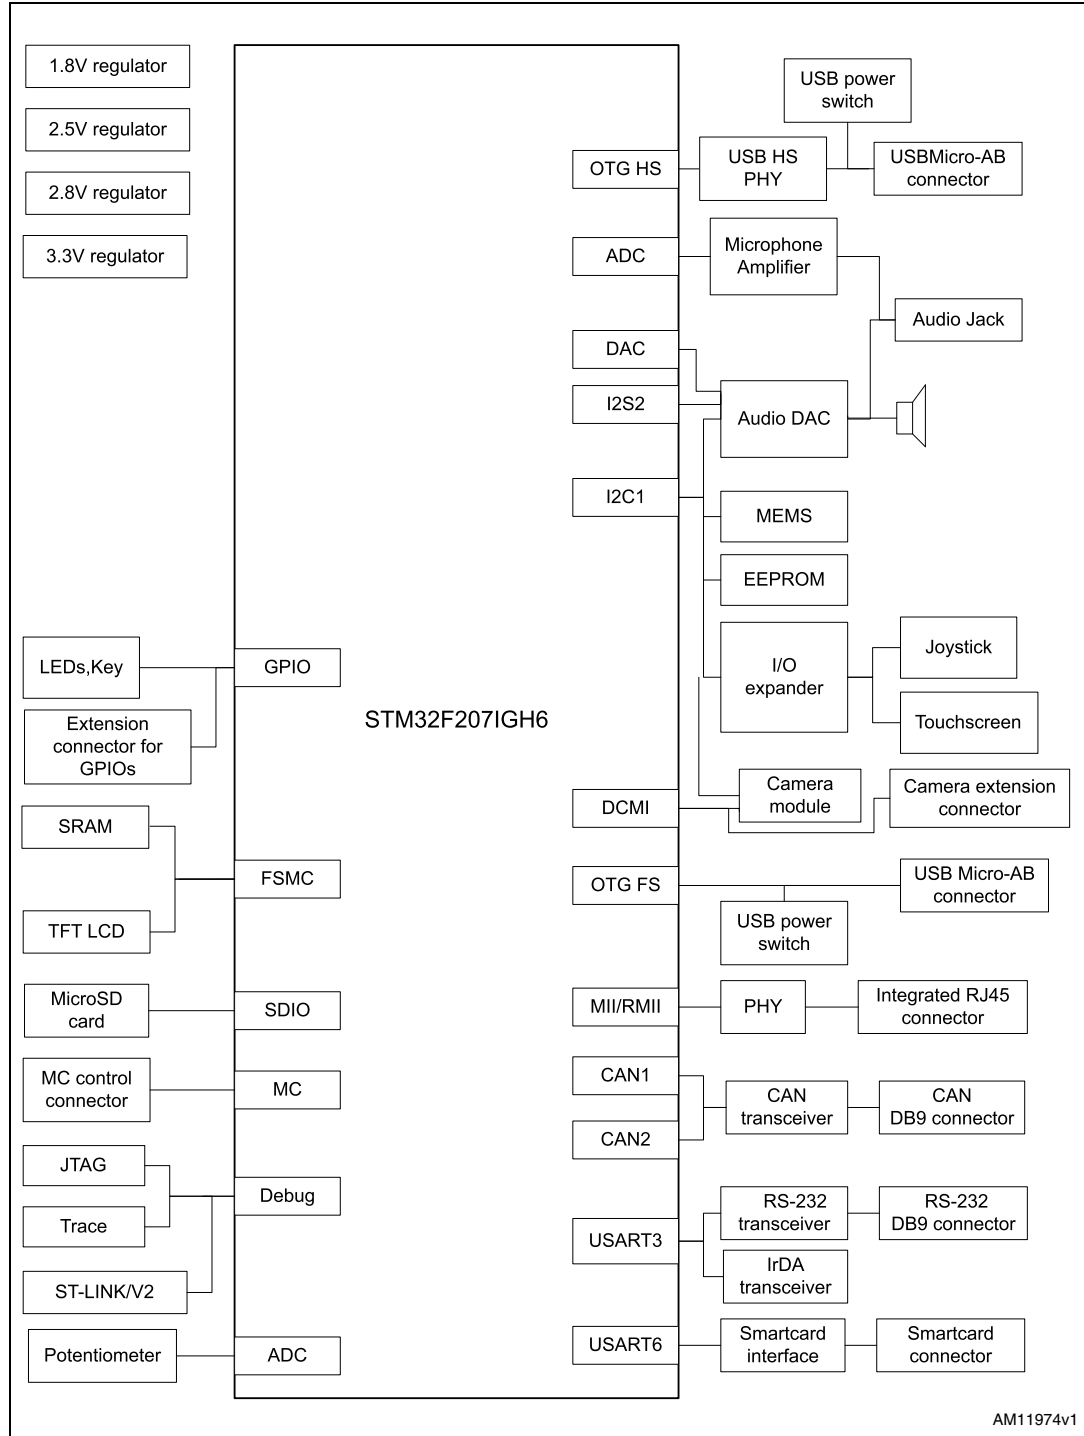 1.8V regulator
2.5V regulator
2.8V regulator
3.3V regulator
USB power
switch
OTG HS
USB HS
PHY
USBMicro-AB
connector
ADC
Microphone
Amplifier
Audio Jack
DAC
I2S2
Audio DAC
I2C1
MEMS
EEPROM
I/O
expander
Joystick
Touchscreen
LEDs,Key
GPIO
Extension
connector for
GPIOs
STM32F207IGH6
DCMI
Camera
module
Camera extension
connector
SRAM
FSMC
TFT LCD
OTG FS
USB Micro-AB
connector
USB power
switch
MicroSD
card
SDIO
MII/RMII
PHY
Integrated RJ45
connector
MC control
connector
MC
CAN1
CAN2
CAN
transceiver
CAN
DB9 connector
JTAG
Trace
Debug
ST-LINK/V2
USART3
RS-232
transceiver
RS-232
DB9 connector
IrDA
transceiver
Potentiometer
ADC
USART6
Smartcard
interface
Smartcard
connector
AM11974v1